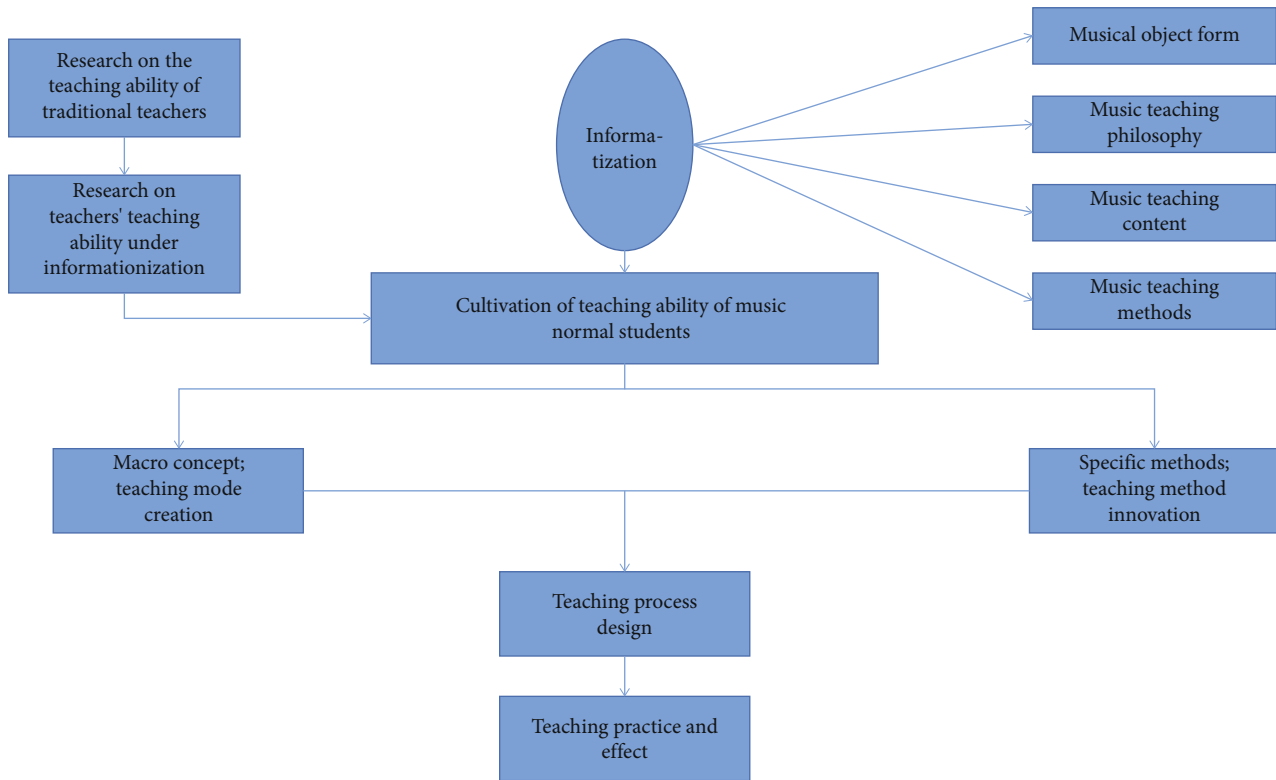 Research on the
teaching ability of
traditional teachers
Research on
teachers' teaching
ability under
informationization
Informa-
tization
Musical object form
Music teaching
philosophy
Music teaching
content
Music teaching
methods
Cultivation of teaching ability of music
normal students
Macro concept;
teaching mode
creation
Specific methods;
teaching method
innovation
Teaching process
design
Teaching practice and
effect